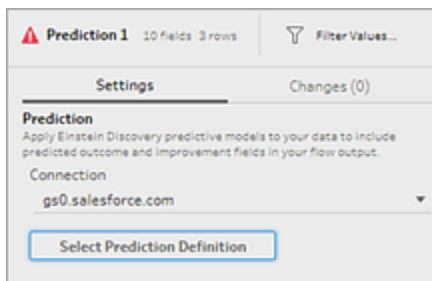 Prediction 1 10 fields 3 rows Filter Values...
Settings Changes (0)
Prediction
Apply Einstein Discovery predictive models to your data to include
predicted outcome and improvement fields in your flow output.
Connection
gs0.salesforce.com
Select Prediction Definition